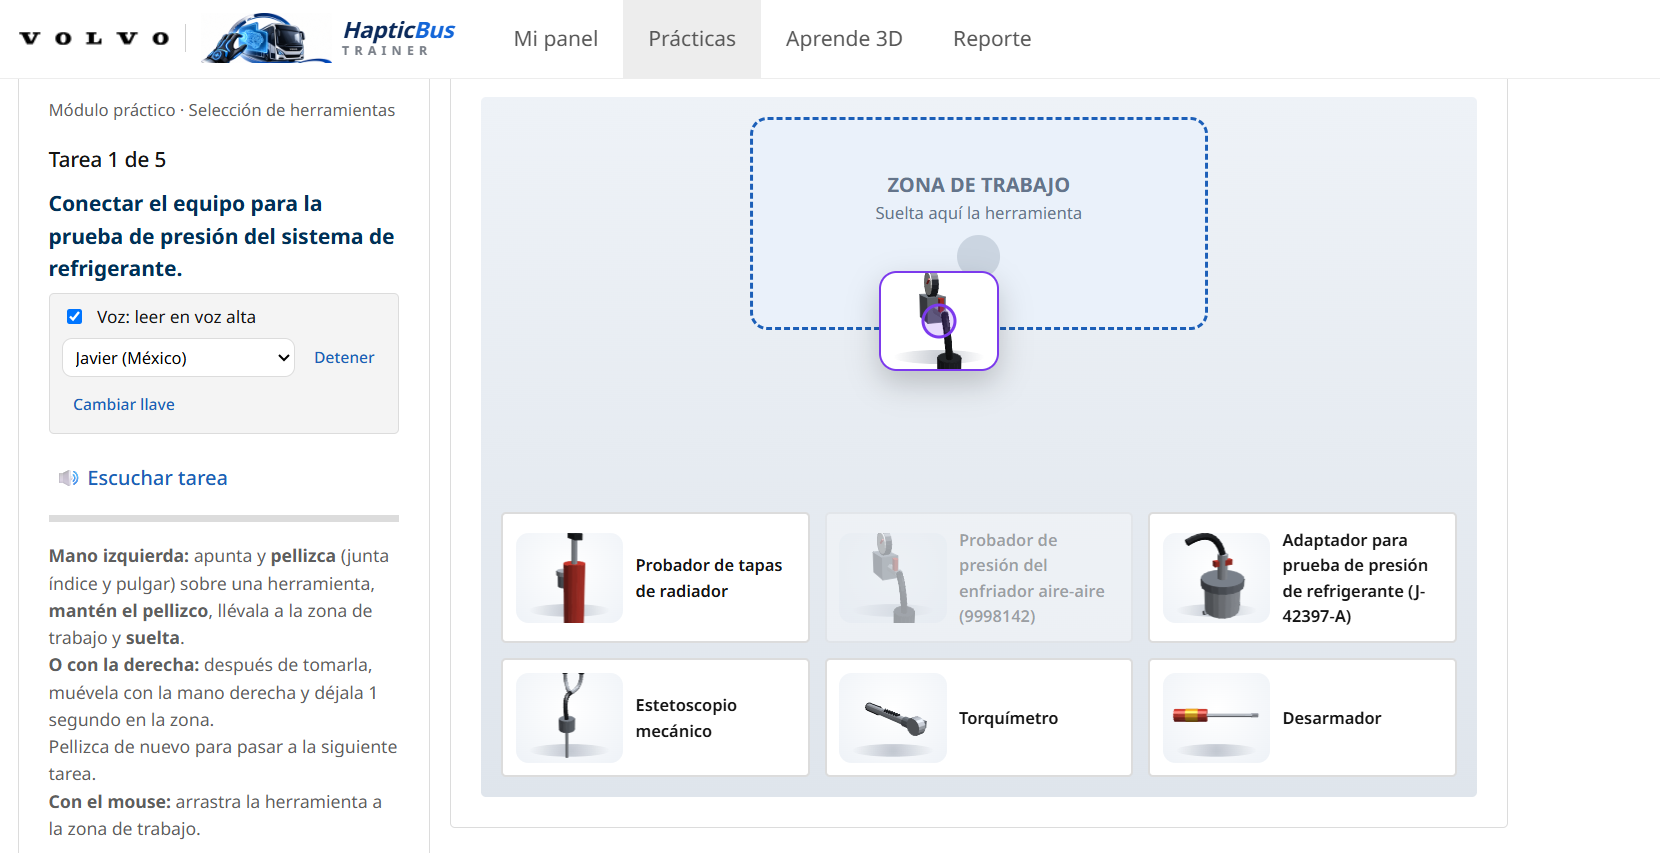 VOLVO
HapticBus
TRAINER
Mi panel
Prácticas
Aprende 3D
Reporte
Módulo práctico · Selección de herramientas
Tarea 1 de 5
Conectar el equipo para la
prueba de presión del sistema de
refrigerante.
Voz: leer en voz alta
Javier (México)
Detener
Cambiar llave
Escuchar tarea
Mano izquierda: apunta y pellizca (junta
índice y pulgar) sobre una herramienta,
mantén el pellizco, llévala a la zona de
trabajo y suelta.
O con la derecha: después de tomarla,
muévela con la mano derecha y déjala 1
segundo en la zona.
Pellizca de nuevo para pasar a la siguiente
tarea.
Con el mouse: arrastra la herramienta a
la zona de trabajo.
ZONA DE TRABAJO
Suelta aquí la herramienta
Probador de tapas
de radiador
Probador de
presión del
enfriador aire-aire
(9998142)
Adaptador para
prueba de presión
de refrigerante (J-
42397-A)
Estetoscopio
mecánico
Torquímetro
Desarmador